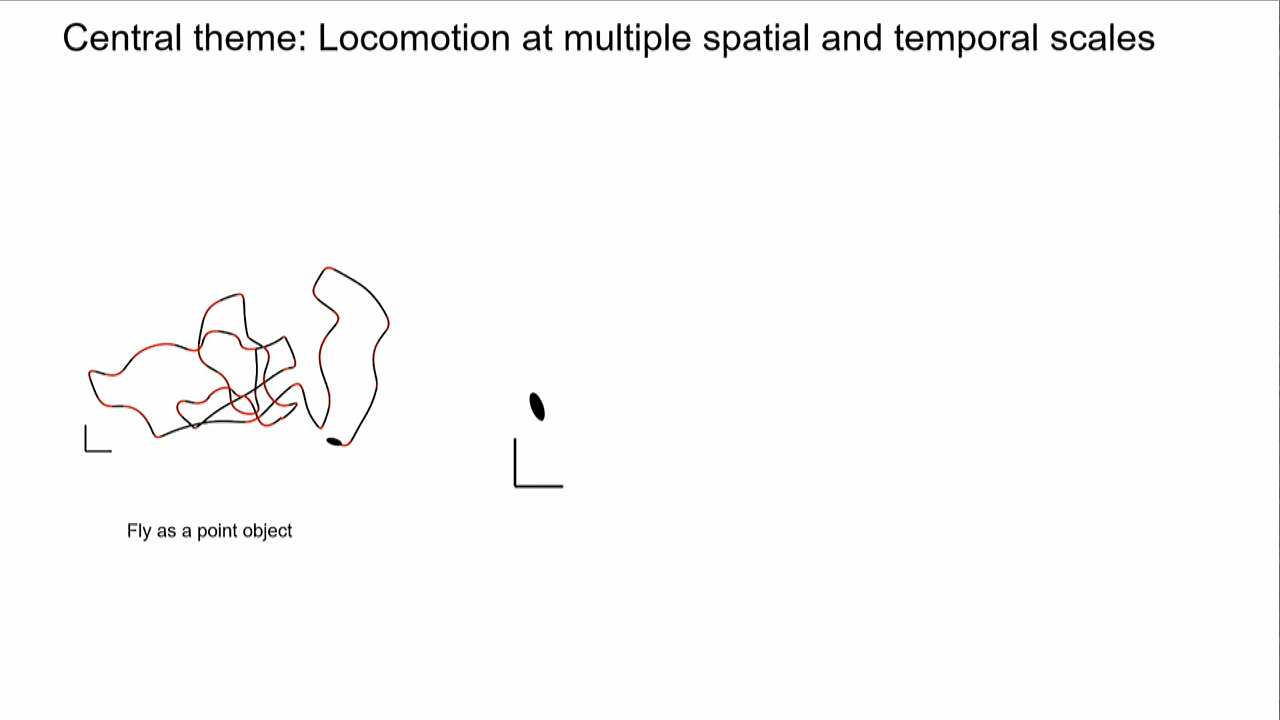 Central theme: Locomotion at multiple spatial and temporal scales
Fly as a point object